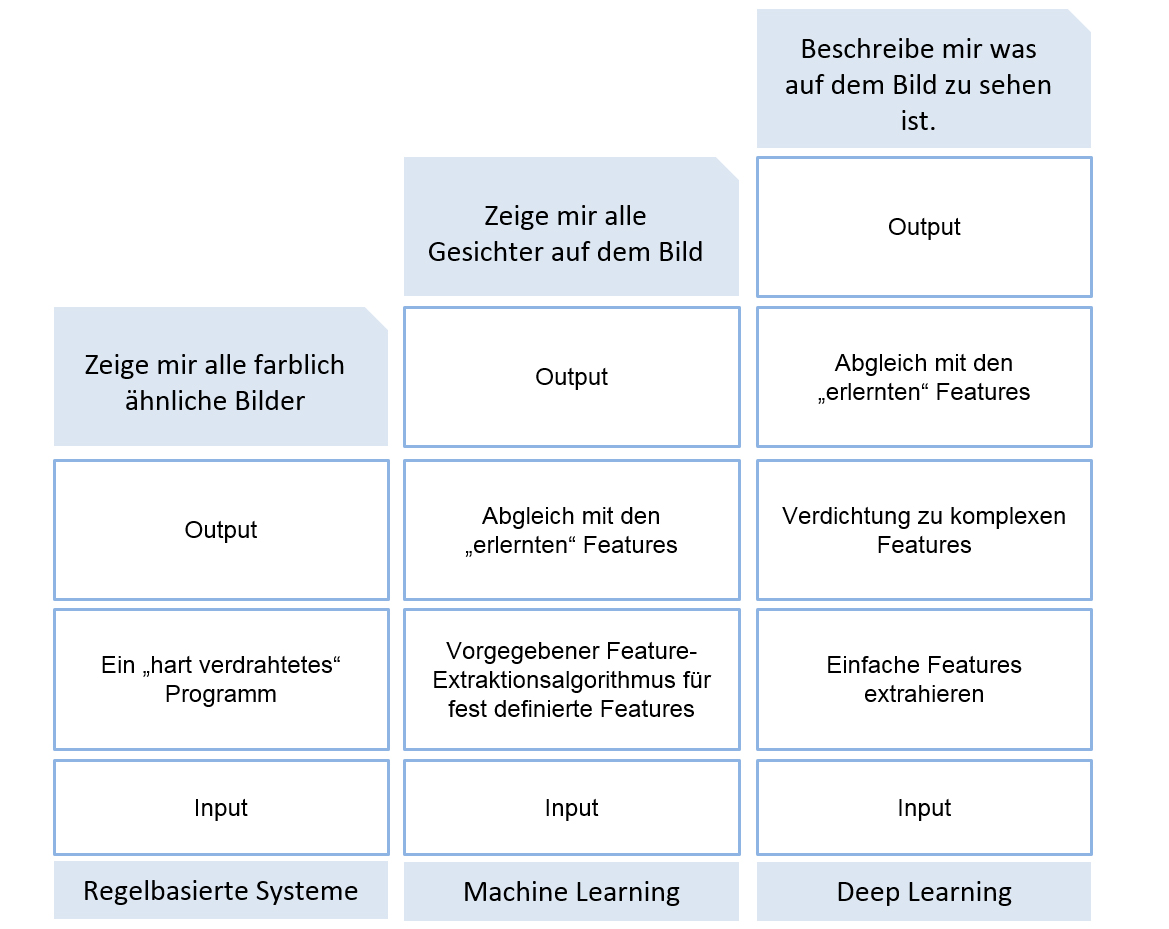 Beschreibe mir was
auf dem Bild zu sehen
ist.
Output
Abgleich mit den
„erlernten“ Features
Verdichtung zu komplexen
Features
Einfache Features
extrahieren
Input
Deep Learning
Zeige mir alle
Gesichter auf dem Bild
Output
Abgleich mit den
„erlernten“ Features
Vorgegebener Feature-
Extraktionsalgorithmus für
fest definierte Features
Input
Machine Learning
Zeige mir alle farblich
ähnliche Bilder
Output
Ein „hart verdrahtetes“
Programm
Input
Regelbasierte Systeme